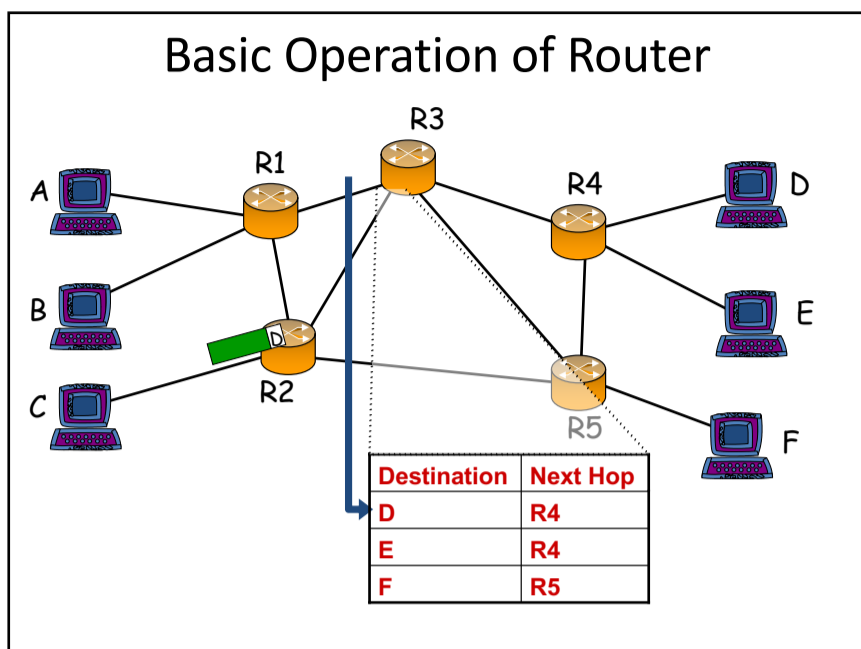 Basic Operation of Router
R3
R1
R4
A
D
B
D
E
R2
C
R5
F
Destination Next Hop
D R4
E R4
F R5